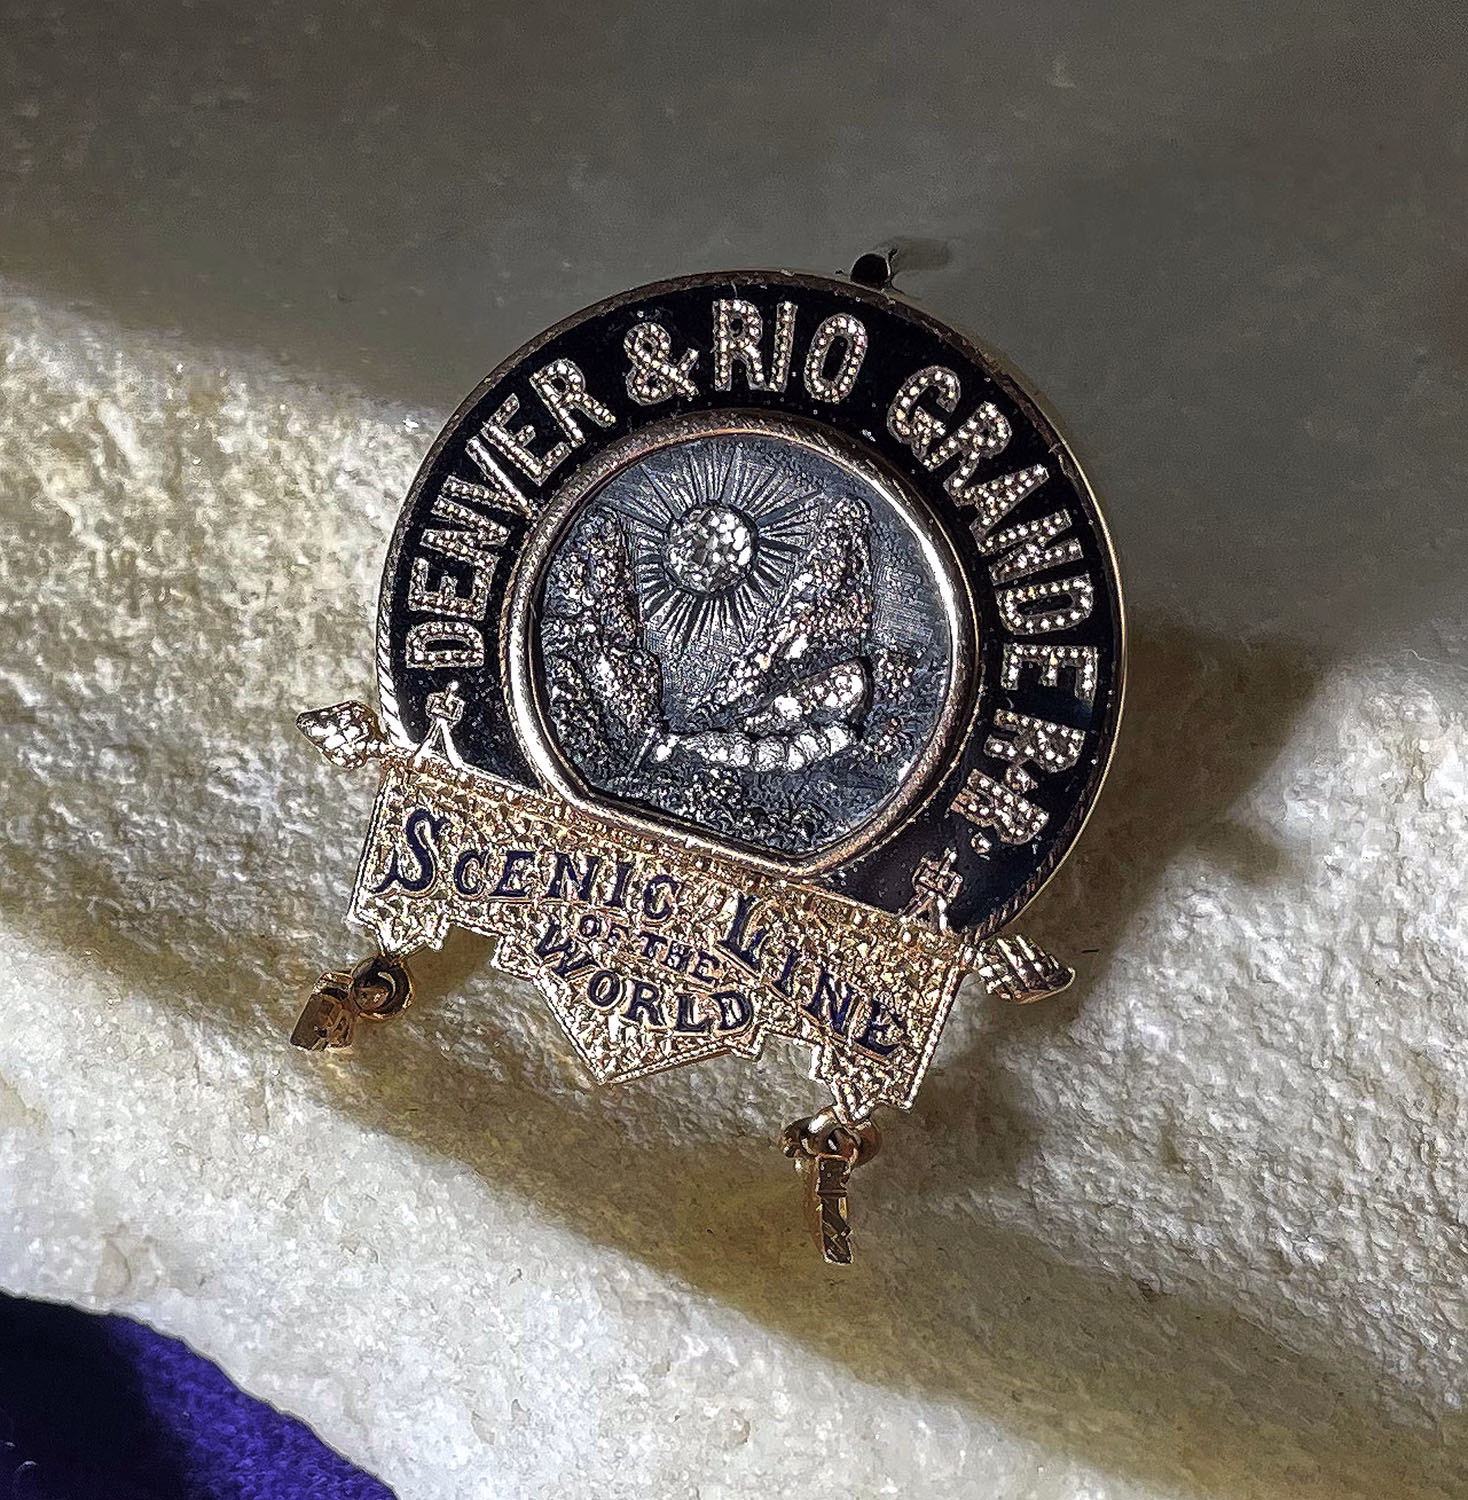 DENVER & RIO GRANDE R.R.
SCENIC LINE
OF THE
WORLD